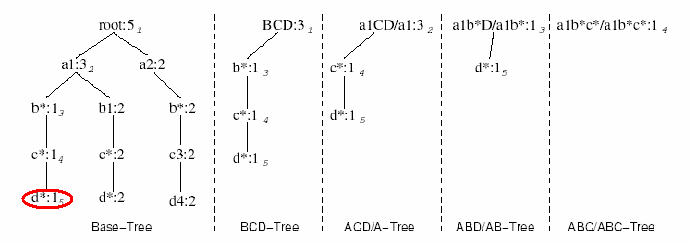 root:5 1 BCD:3 1 a1CD/a1:3 2 a1b*D/a1b*:1 3 a1b*c*/a1b*c*:1 4
a1:3 2 a2:2 b*:1 3 c*:1 4 d*:1 5
b*:1 3 b1:2 b*:2 c*:1 4 d*:1 5
c*:1 4 c*:2 c3:2 d*:1 5
d*:1 5 d*:2 d4:2
Base-Tree BCD-Tree ACD/A-Tree ABD/AB-Tree ABC/ABC-Tree